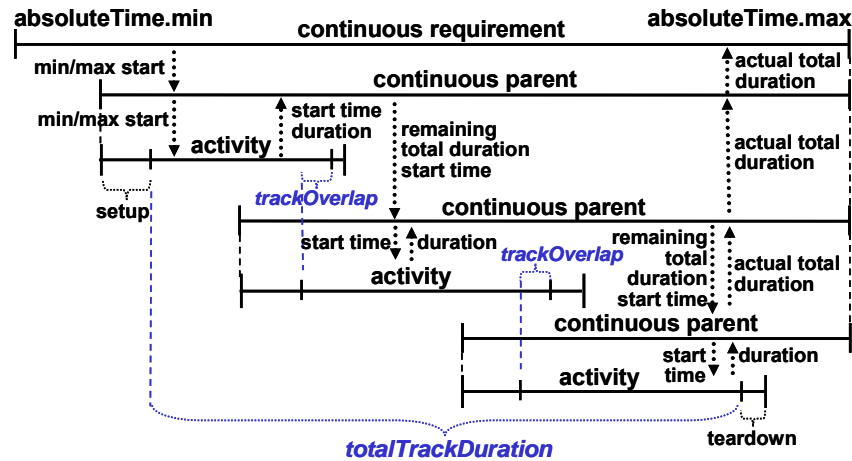 absoluteTime.min
absoluteTime.max
continuous requirement
min/max start
actual total
duration
continuous parent
min/max start
start time
duration
activity
remaining
total duration
start time
actual total
duration
setup
trackOverlap
continuous parent
start time
duration
trackOverlap
remaining
total
duration
start time
actual total
duration
activity
continuous parent
start
time
duration
activity
teardown
totalTrackDuration